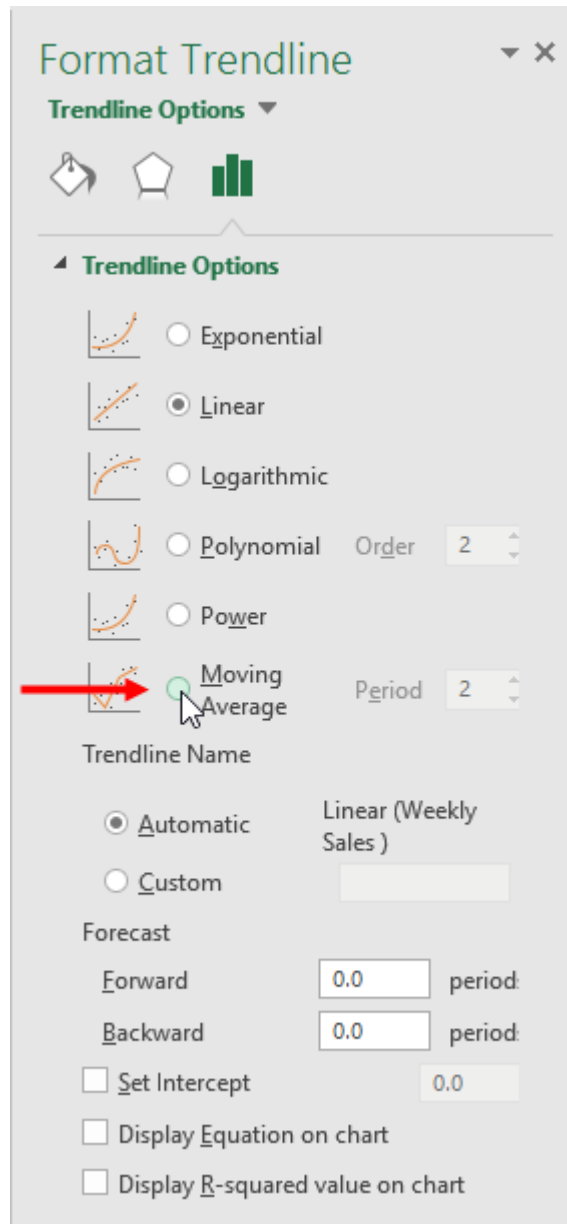 Format Trendline
Trendline Options
Trendline Options
Exponential
Linear
Logarithmic
Polynomial Order 2
Power
Moving
Average Period 2
Trendline Name
Automatic Linear (Weekly
Sales )
Custom
Forecast
Forward 0.0 period
Backward 0.0 period
Set Intercept 0.0
Display Equation on chart
Display R-squared value on chart